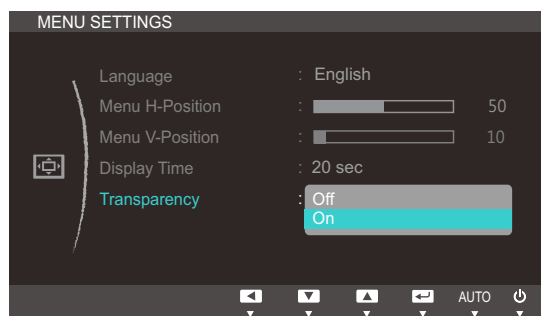 MENU SETTINGS
Language : English
Menu H-Position : 50
Menu V-Position : 10
Display Time : 20 sec
Transparency : Off
On
AUTO